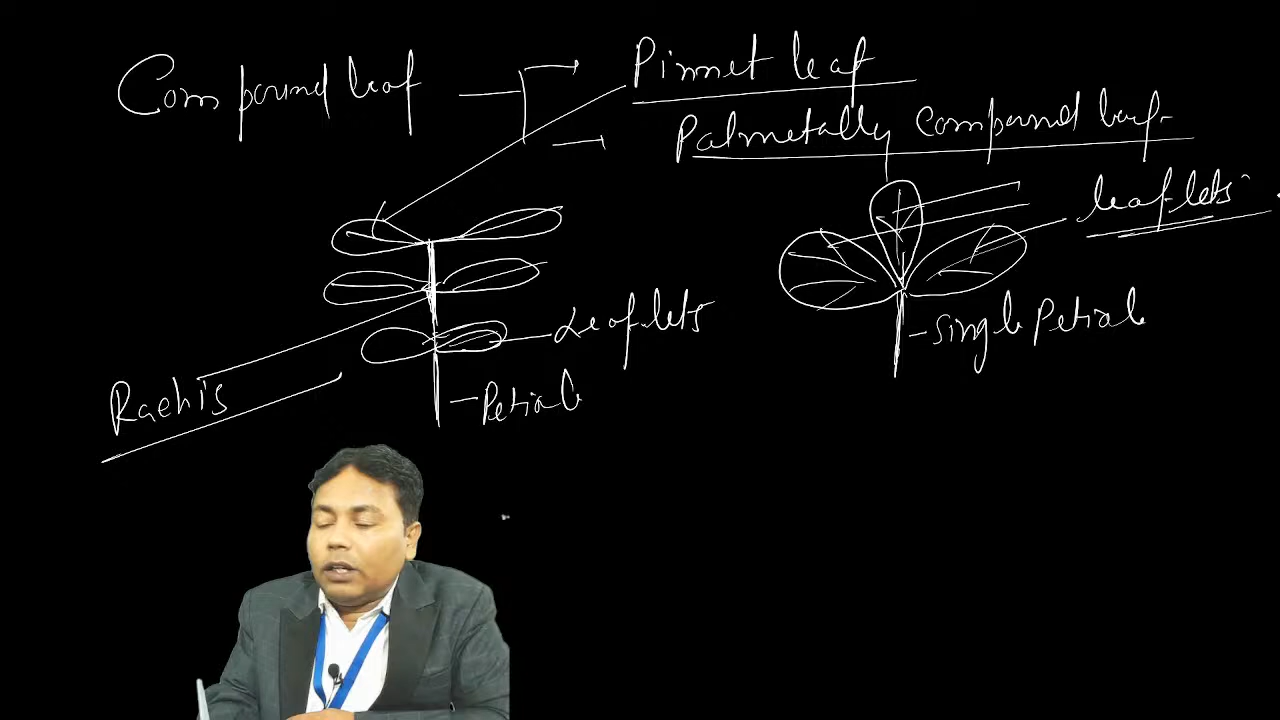 Compound leaf
Pinnet leaf
Palmetally compound leaf
leaflets
Leaflets
Single Petiole
Rachis
Petiole